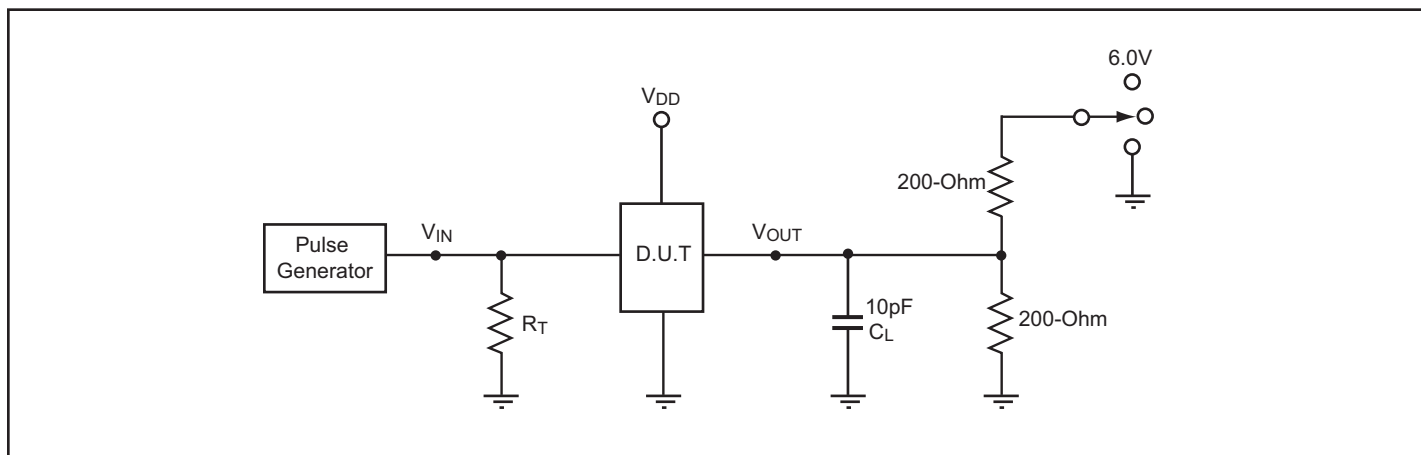 6.0V
VDD
200-Ohm
Pulse
Generator
VIN
D.U.T
VOUT
RT
10pF
CL
200-Ohm